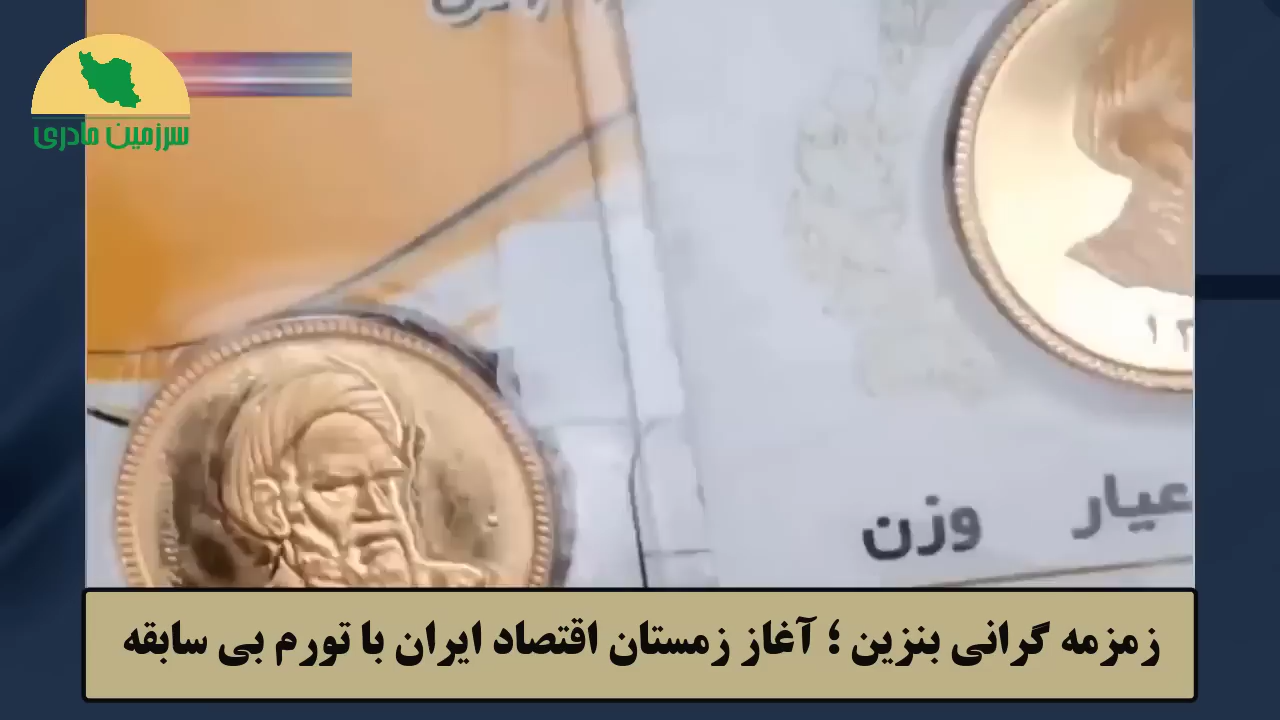 سرزمین مادری
عیار وزن
زمزمه گرانی بنزین ؛ آغاز زمستان اقتصاد ایران با تورم بی سابقه